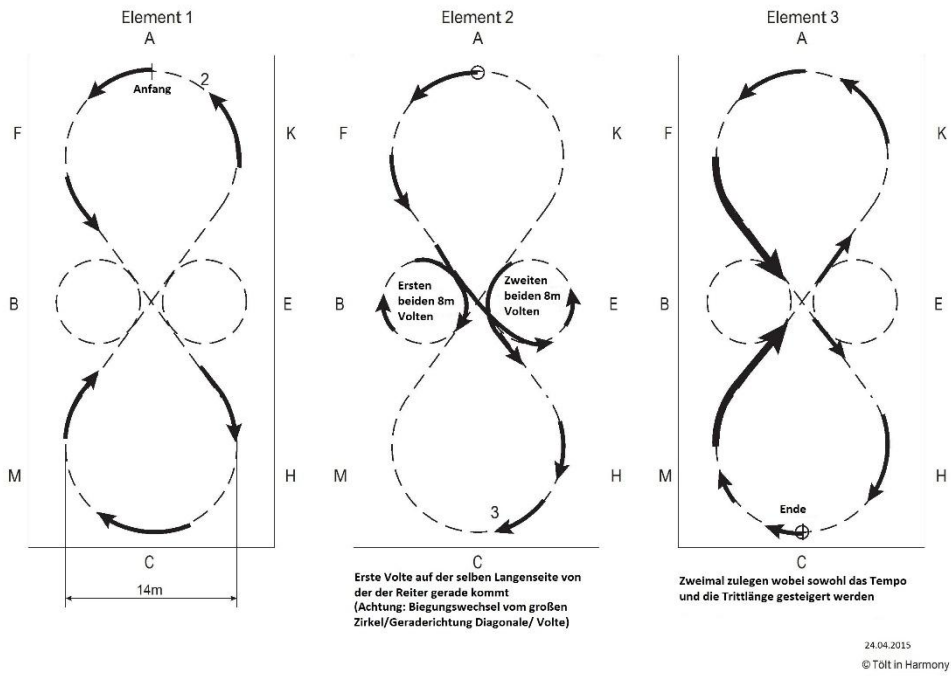 Element 1
A
Anfang
2
F
K
B
E
M
H
C
14m
Element 2
A
F
K
Ersten
beiden 8m
Volten
Zweiten
beiden 8m
Volten
B
E
M
H
3
C
Erste Volte auf der selben Langenseite von
der der Reiter gerade kommt
(Achtung: Biegungswechsel vom großen
Zirkel/Geraderichtung Diagonale/ Volte)
Element 3
A
F
K
B
E
M
H
Ende
C
Zweimal zulegen wobei sowohl das Tempo
und die Trittlänge gesteigert werden
24.04.2015
© Tölt in Harmony